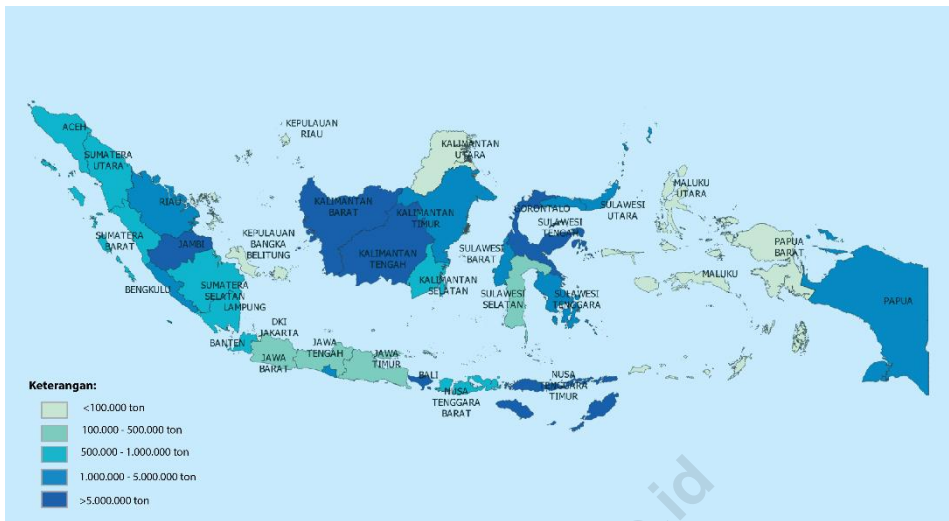 KEPULAUAN
RIAU
ACEH
SUMATERA
UTARA
KALIMANTAN
UTARA
RIAU
KALIMANTAN
BARAT
KALIMANTAN
TIMUR
GORONTALO
SULAWESI
UTARA
MALUKU
UTARA
SUMATERA
BARAT
JAMBI
KEPULAUAN
BANGKA
BELITUNG
KALIMANTAN
TENGAH
SULAWESI
BARAT
SULAWESI
TENGAH
PAPUA
BARAT
BENGKULU
SUMATERA
SELATAN
LAMPUNG
KALIMANTAN
SELATAN
SULAWESI
SELATAN
SULAWESI
TENGGARA
MALUKU
PAPUA
BANTEN
DKI
JAKARTA
JAWA
BARAT
JAWA
TENGAH
JAWA
TIMUR
BALI
NUSA
TENGGARA
BARAT
NUSA
TENGGARA
TIMUR
Keterangan:
<100.000 ton
100.000 - 500.000 ton
500.000 - 1.000.000 ton
1.000.000 - 5.000.000 ton
>5.000.000 ton
id